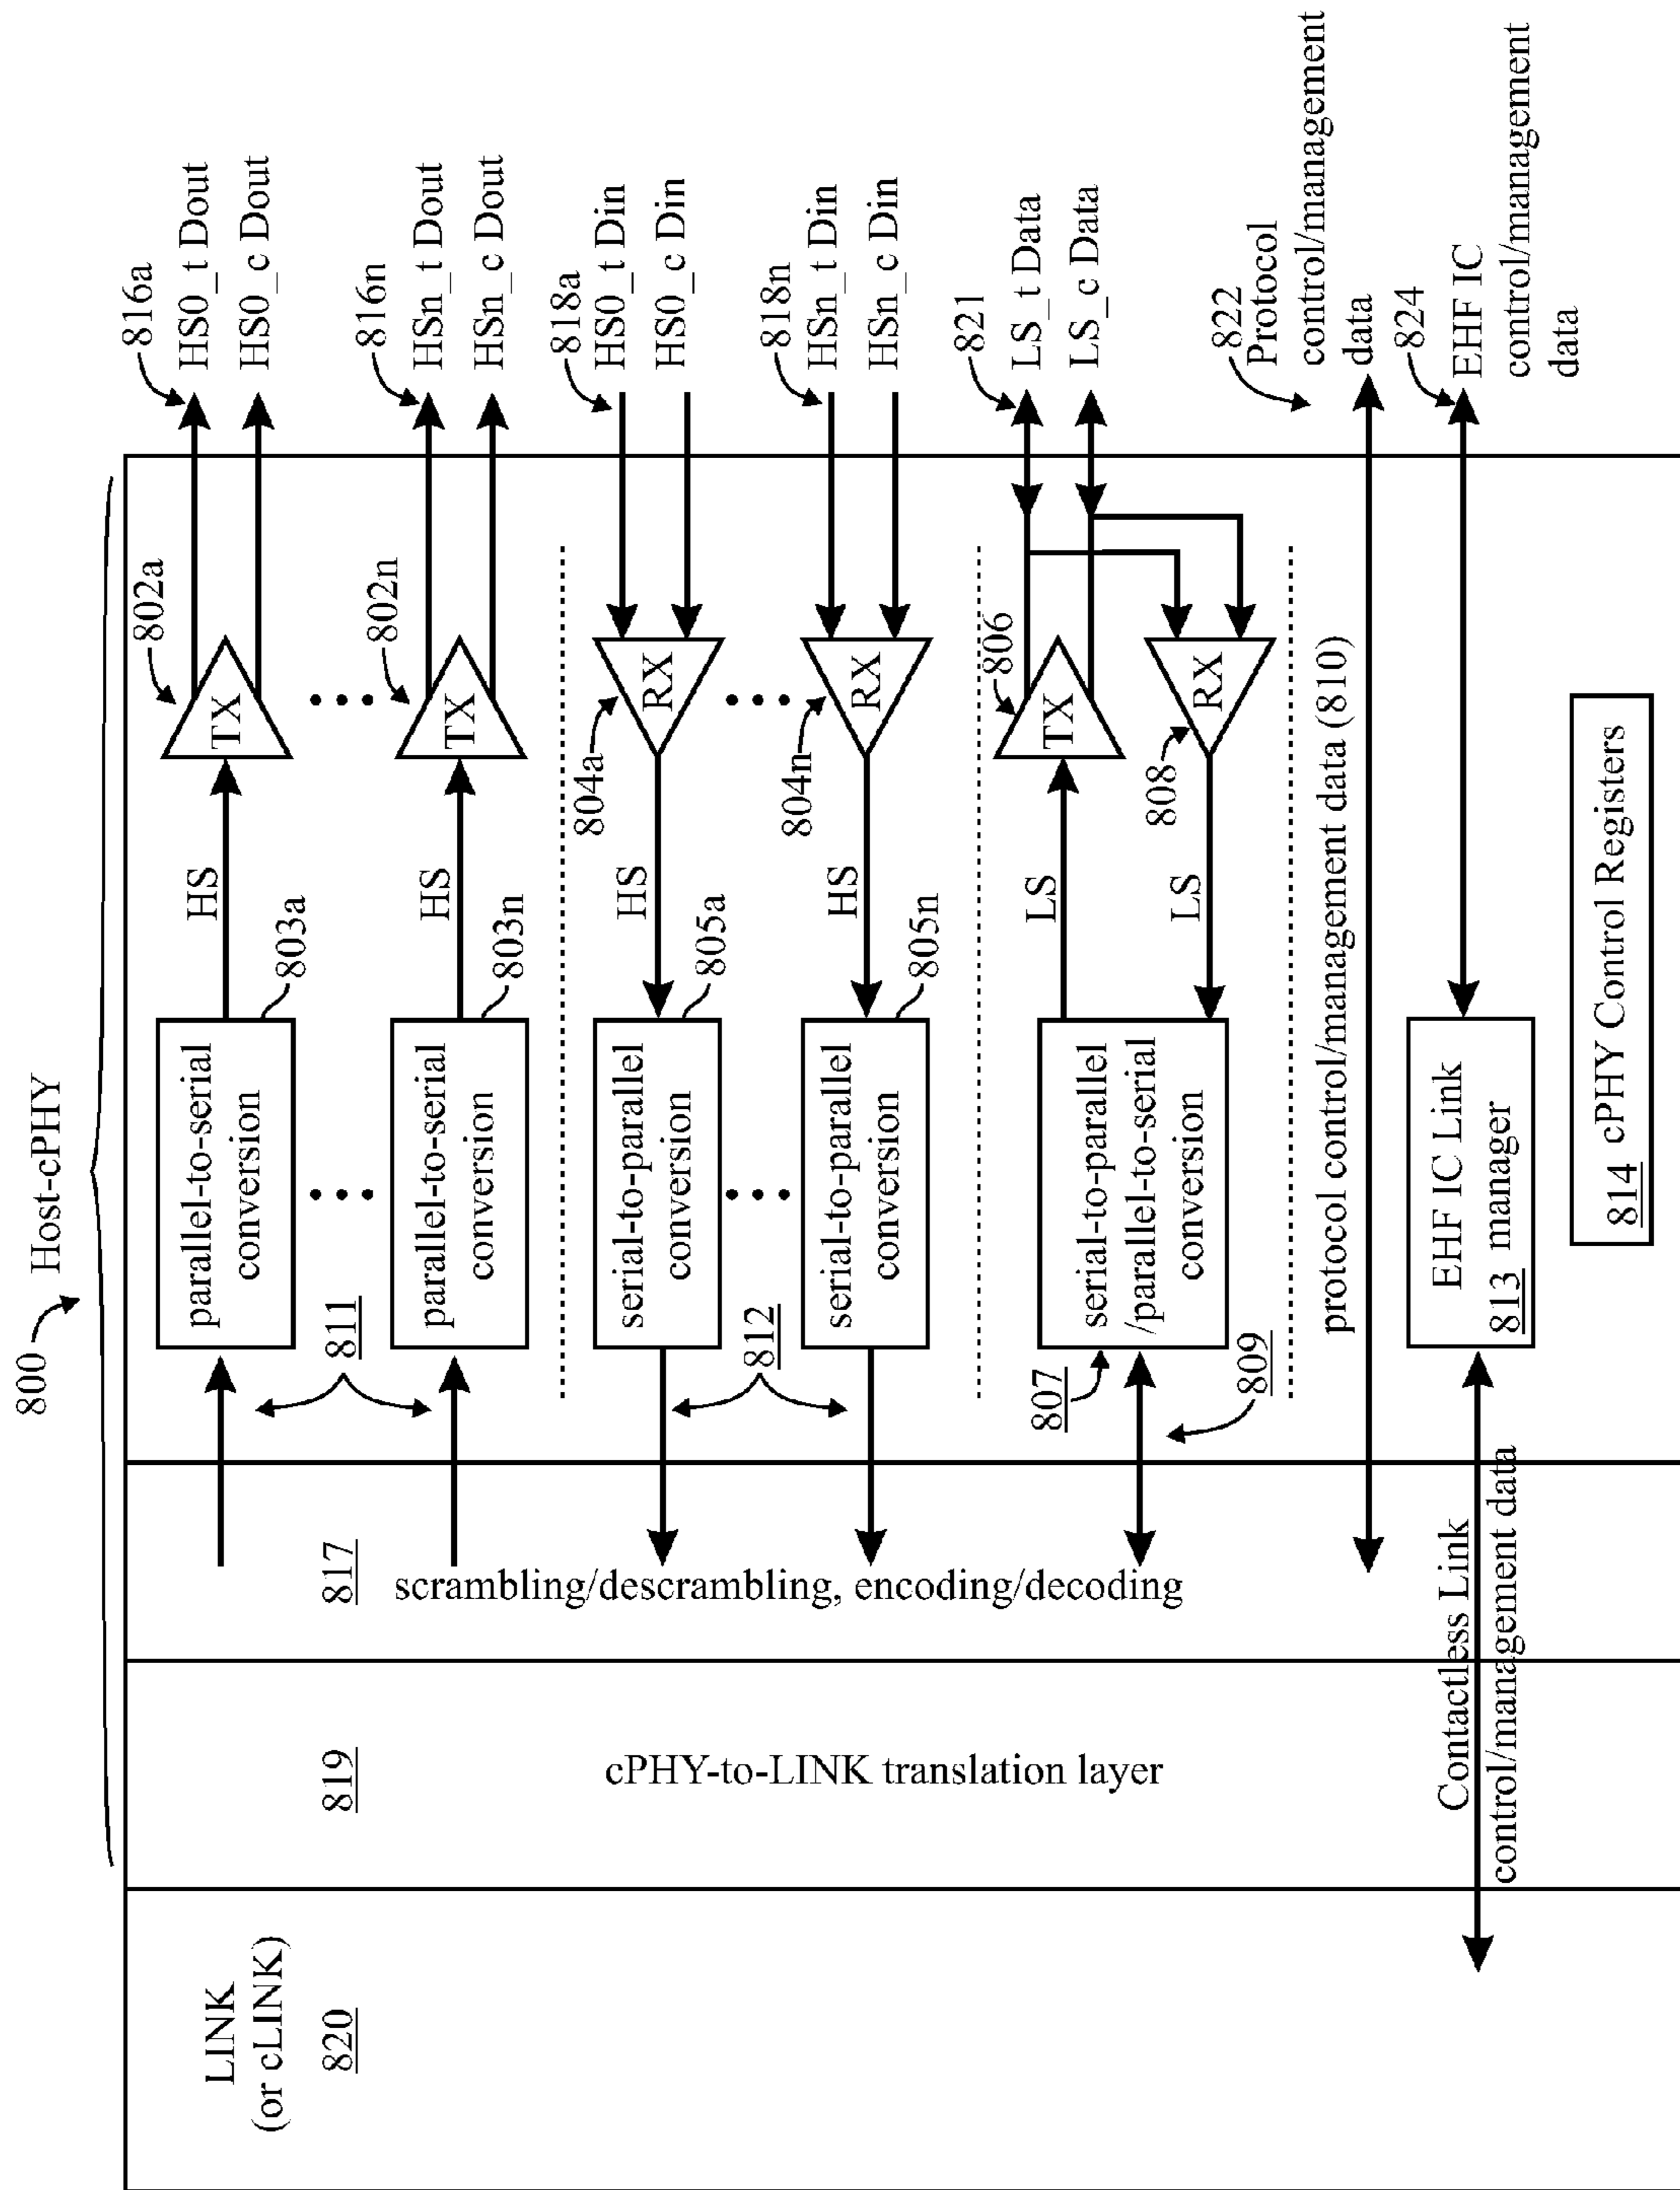 800
Host-cPHY
LINK
(or cLINK)
820
819
cPHY-to-LINK translation layer
817
scrambling/descrambling, encoding/decoding
parallel-to-serial
conversion
803a
HS
TX
802a
816a
HS0_t Dout
HS0_c Dout
811
parallel-to-serial
conversion
803n
HS
TX
802n
816n
HSn_t Dout
HSn_c Dout
serial-to-parallel
conversion
805a
HS
RX
804a
818a
HS0_t Din
HS0_c Din
812
serial-to-parallel
conversion
805n
HS
RX
804n
818n
HSn_t Din
HSn_c Din
807
serial-to-parallel
/parallel-to-serial
conversion
809
LS
TX
806
LS
RX
808
821
LS_t Data
LS_c Data
protocol control/management data (810)
822
Protocol
control/management
data
Contactless Link
control/management data
EHF IC Link
813 manager
824
EHF IC
control/management
data
814 cPHY Control Registers